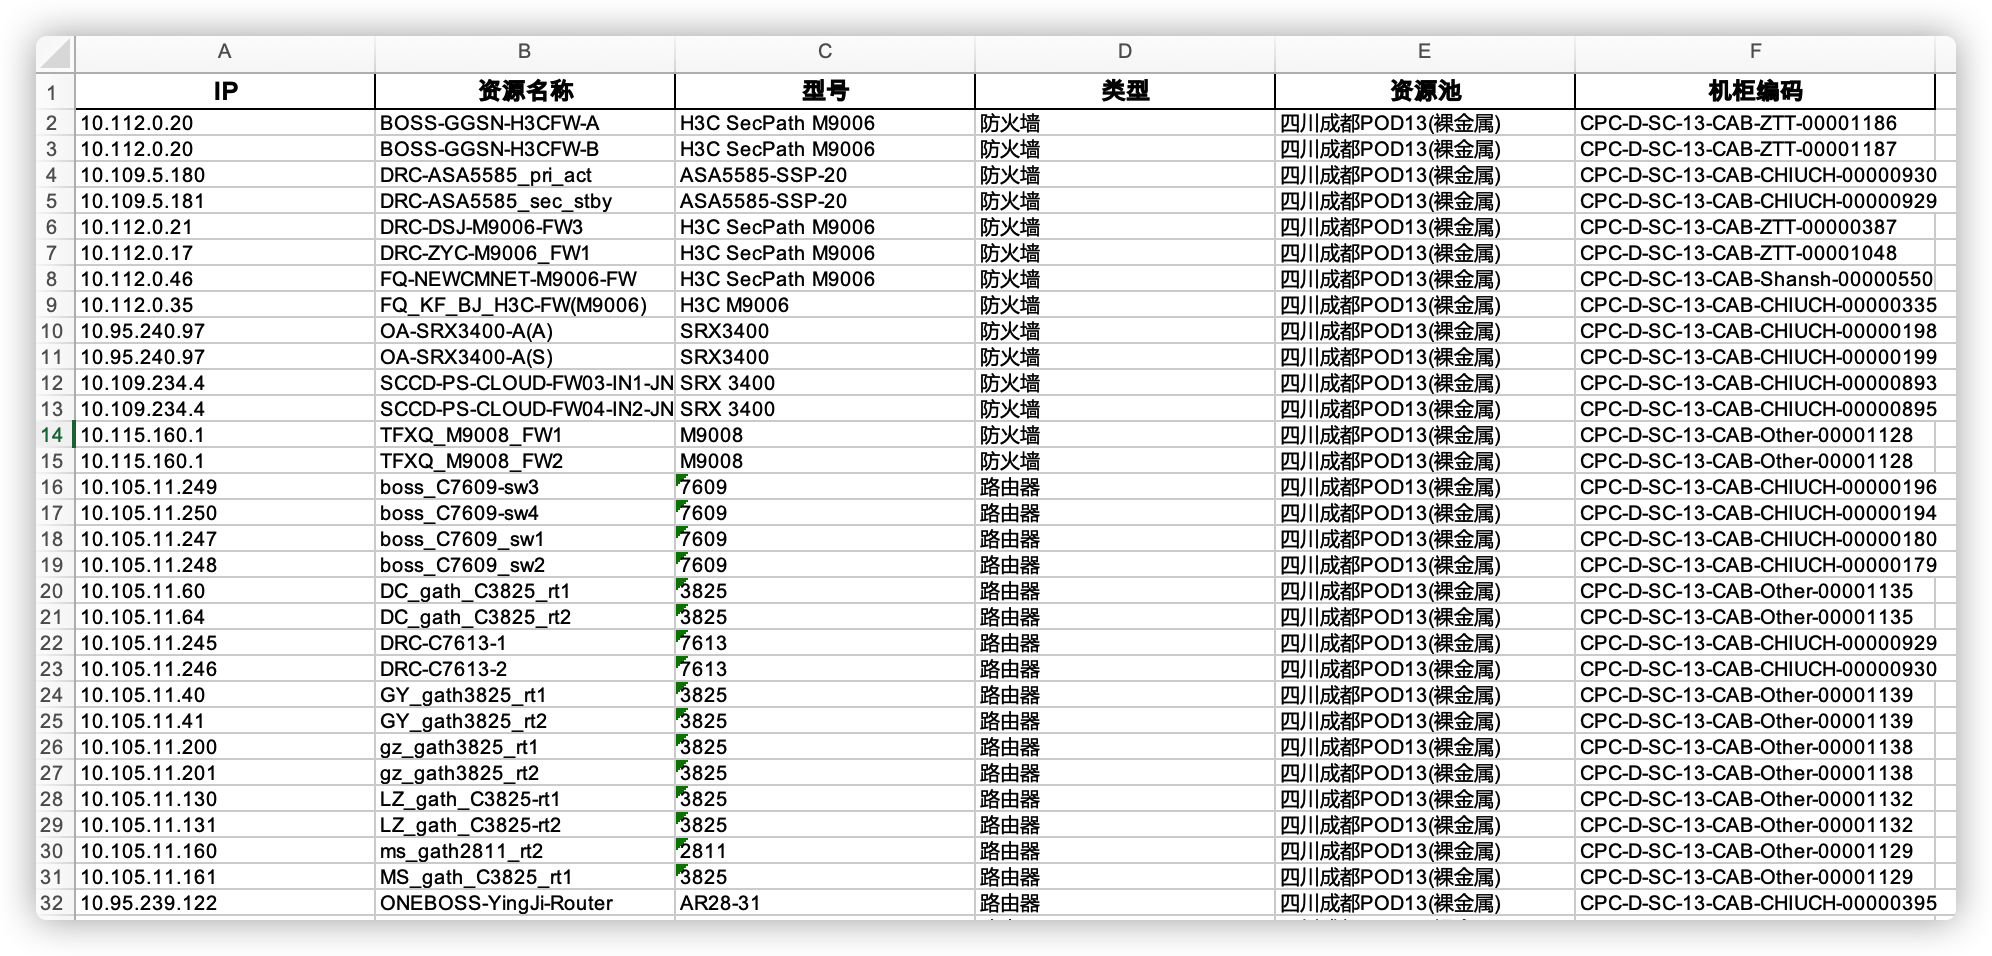 A B C D E F
1 IP 资源名称 型号 类型 资源池 机柜编码
2 10.112.0.20 BOSS-GGSN-H3CFW-A H3C SecPath M9006 防火墙 四川成都POD13(裸金属) CPC-D-SC-13-CAB-ZTT-00001186
3 10.112.0.20 BOSS-GGSN-H3CFW-B H3C SecPath M9006 防火墙 四川成都POD13(裸金属) CPC-D-SC-13-CAB-ZTT-00001187
4 10.109.5.180 DRC-ASA5585_pri_act ASA5585-SSP-20 防火墙 四川成都POD13(裸金属) CPC-D-SC-13-CAB-CHIUCH-00000930
5 10.109.5.181 DRC-ASA5585_sec_stby ASA5585-SSP-20 防火墙 四川成都POD13(裸金属) CPC-D-SC-13-CAB-CHIUCH-00000929
6 10.112.0.21 DRC-DSJ-M9006-FW3 H3C SecPath M9006 防火墙 四川成都POD13(裸金属) CPC-D-SC-13-CAB-ZTT-00000387
7 10.112.0.17 DRC-ZYC-M9006_FW1 H3C SecPath M9006 防火墙 四川成都POD13(裸金属) CPC-D-SC-13-CAB-ZTT-00001048
8 10.112.0.46 FQ-NEWCMNET-M9006-FW H3C SecPath M9006 防火墙 四川成都POD13(裸金属) CPC-D-SC-13-CAB-Shansh-00000550
9 10.112.0.35 FQ_KF_BJ_H3C-FW(M9006) H3C M9006 防火墙 四川成都POD13(裸金属) CPC-D-SC-13-CAB-CHIUCH-00000335
10 10.95.240.97 OA-SRX3400-A(A) SRX3400 防火墙 四川成都POD13(裸金属) CPC-D-SC-13-CAB-CHIUCH-00000198
11 10.95.240.97 OA-SRX3400-A(S) SRX3400 防火墙 四川成都POD13(裸金属) CPC-D-SC-13-CAB-CHIUCH-00000199
12 10.109.234.4 SCCD-PS-CLOUD-FW03-IN1-JN SRX 3400 防火墙 四川成都POD13(裸金属) CPC-D-SC-13-CAB-CHIUCH-00000893
13 10.109.234.4 SCCD-PS-CLOUD-FW04-IN2-JN SRX 3400 防火墙 四川成都POD13(裸金属) CPC-D-SC-13-CAB-CHIUCH-00000895
14 10.115.160.1 TFXQ_M9008_FW1 M9008 防火墙 四川成都POD13(裸金属) CPC-D-SC-13-CAB-Other-00001128
15 10.115.160.1 TFXQ_M9008_FW2 M9008 防火墙 四川成都POD13(裸金属) CPC-D-SC-13-CAB-Other-00001128
16 10.105.11.249 boss_C7609-sw3 7609 路由器 四川成都POD13(裸金属) CPC-D-SC-13-CAB-CHIUCH-00000196
17 10.105.11.250 boss_C7609-sw4 7609 路由器 四川成都POD13(裸金属) CPC-D-SC-13-CAB-CHIUCH-00000194
18 10.105.11.247 boss_C7609_sw1 7609 路由器 四川成都POD13(裸金属) CPC-D-SC-13-CAB-CHIUCH-00000180
19 10.105.11.248 boss_C7609_sw2 7609 路由器 四川成都POD13(裸金属) CPC-D-SC-13-CAB-CHIUCH-00000179
20 10.105.11.60 DC_gath_C3825_rt1 3825 路由器 四川成都POD13(裸金属) CPC-D-SC-13-CAB-Other-00001135
21 10.105.11.64 DC_gath_C3825_rt2 3825 路由器 四川成都POD13(裸金属) CPC-D-SC-13-CAB-Other-00001135
22 10.105.11.245 DRC-C7613-1 7613 路由器 四川成都POD13(裸金属) CPC-D-SC-13-CAB-CHIUCH-00000929
23 10.105.11.246 DRC-C7613-2 7613 路由器 四川成都POD13(裸金属) CPC-D-SC-13-CAB-CHIUCH-00000930
24 10.105.11.40 GY_gath3825_rt1 3825 路由器 四川成都POD13(裸金属) CPC-D-SC-13-CAB-Other-00001139
25 10.105.11.41 GY_gath3825_rt2 3825 路由器 四川成都POD13(裸金属) CPC-D-SC-13-CAB-Other-00001139
26 10.105.11.200 gz_gath3825_rt1 3825 路由器 四川成都POD13(裸金属) CPC-D-SC-13-CAB-Other-00001138
27 10.105.11.201 gz_gath3825_rt2 3825 路由器 四川成都POD13(裸金属) CPC-D-SC-13-CAB-Other-00001138
28 10.105.11.130 LZ_gath_C3825-rt1 3825 路由器 四川成都POD13(裸金属) CPC-D-SC-13-CAB-Other-00001132
29 10.105.11.131 LZ_gath_C3825-rt2 3825 路由器 四川成都POD13(裸金属) CPC-D-SC-13-CAB-Other-00001132
30 10.105.11.160 ms_gath2811_rt2 2811 路由器 四川成都POD13(裸金属) CPC-D-SC-13-CAB-Other-00001129
31 10.105.11.161 MS_gath_C3825_rt1 3825 路由器 四川成都POD13(裸金属) CPC-D-SC-13-CAB-Other-00001129
32 10.95.239.122 ONEBOSS-YingJi-Router AR28-31 路由器 四川成都POD13(裸金属) CPC-D-SC-13-CAB-CHIUCH-00000395